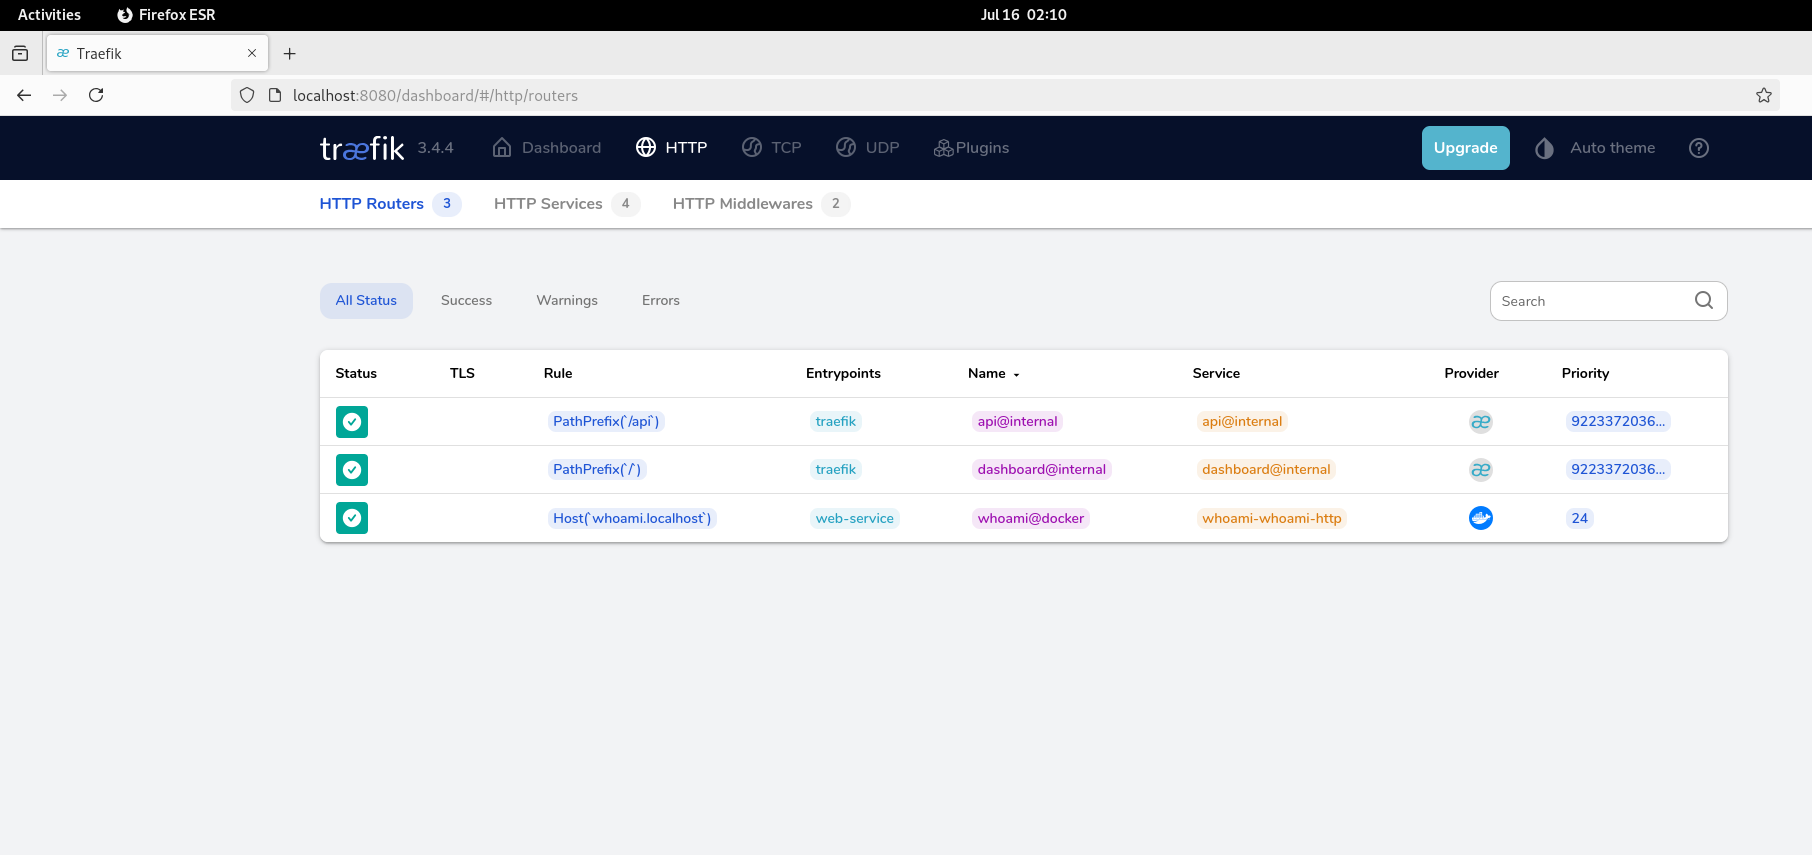 Activities Firefox ESR Jul 16 02:10
æ Traefik
localhost:8080/dashboard/#/http/routers
træfik 3.4.4 Dashboard HTTP TCP UDP Plugins Upgrade Auto theme
HTTP Routers 3 HTTP Services 4 HTTP Middlewares 2
All Status Success Warnings Errors Search
Status TLS Rule Entrypoints Name Service Provider Priority
PathPrefix(`/api`) traefik api@internal api@internal æ 9223372036...
PathPrefix(`/`) traefik dashboard@internal dashboard@internal æ 9223372036...
Host(`whoami.localhost`) web-service whoami@docker whoami-whoami-http 24